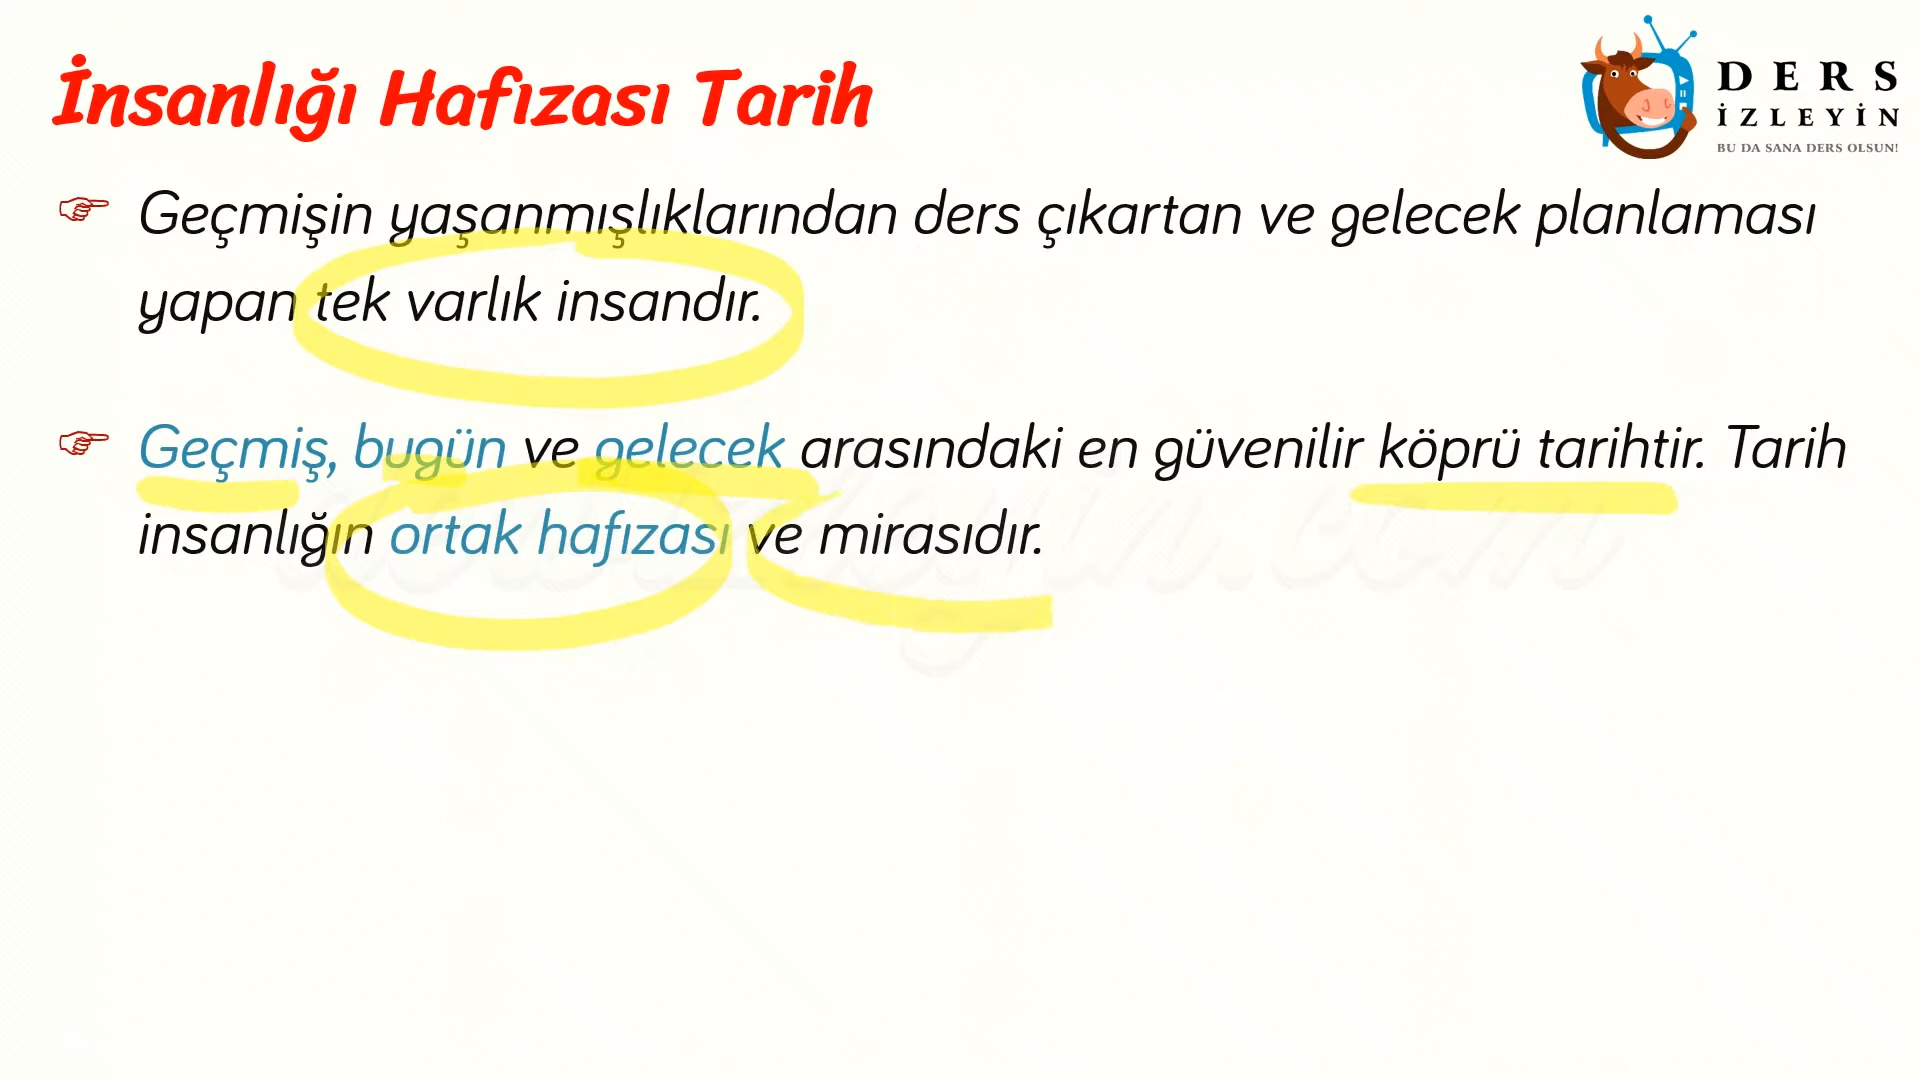 İnsanlığı Hafızası Tarih
DERS
İZLEYİN
BU DA SANA DERS OLSUN!
Geçmişin yaşanmışlıklarından ders çıkartan ve gelecek planlaması
yapan tek varlık insandır.
Geçmiş, bugün ve gelecek arasındaki en güvenilir köprü tarihtir. Tarih
insanlığın ortak hafızası ve mirasıdır.